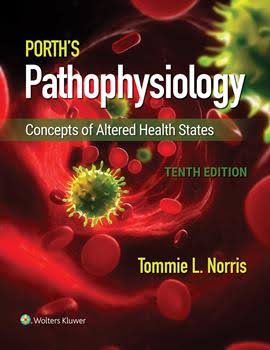 PORTH'S
Pathophysiology
Concepts of Altered Health States
TENTH EDITION
Tommie L. Norris
Wolters Kluwer